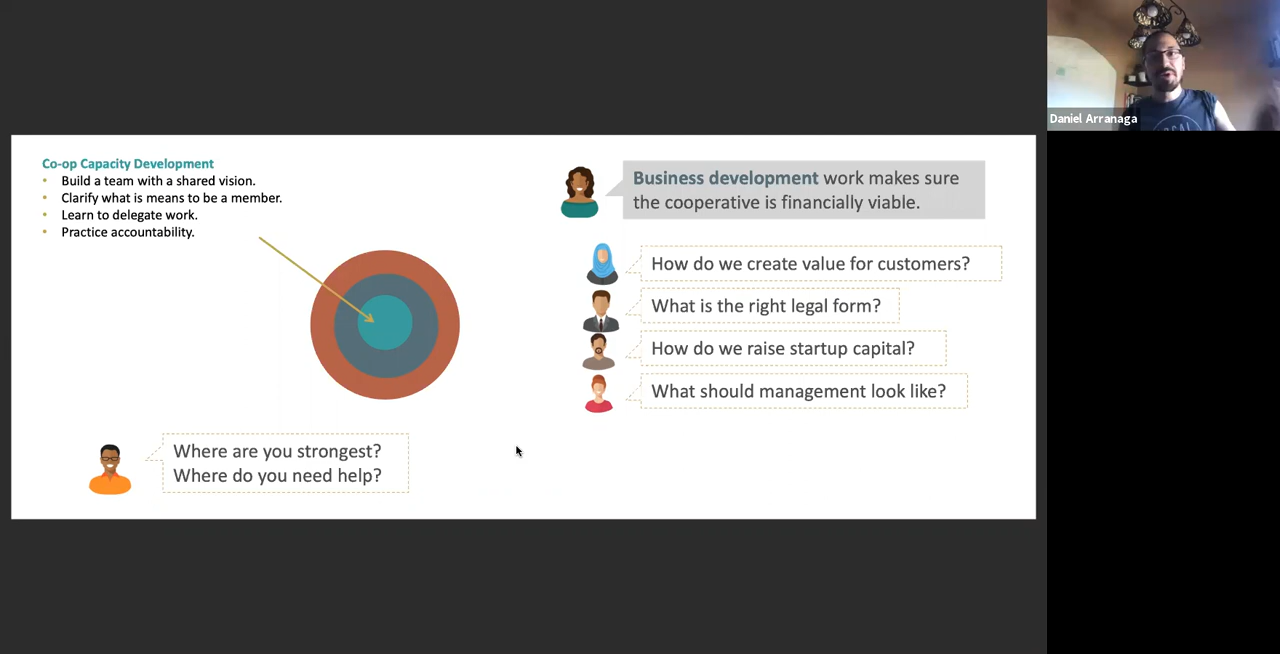 Co-op Capacity Development
• Build a team with a shared vision.
• Clarify what is means to be a member.
• Learn to delegate work.
• Practice accountability.
Where are you strongest?
Where do you need help?
Business development work makes sure
the cooperative is financially viable.
How do we create value for customers?
What is the right legal form?
How do we raise startup capital?
What should management look like?
Daniel Arranaga